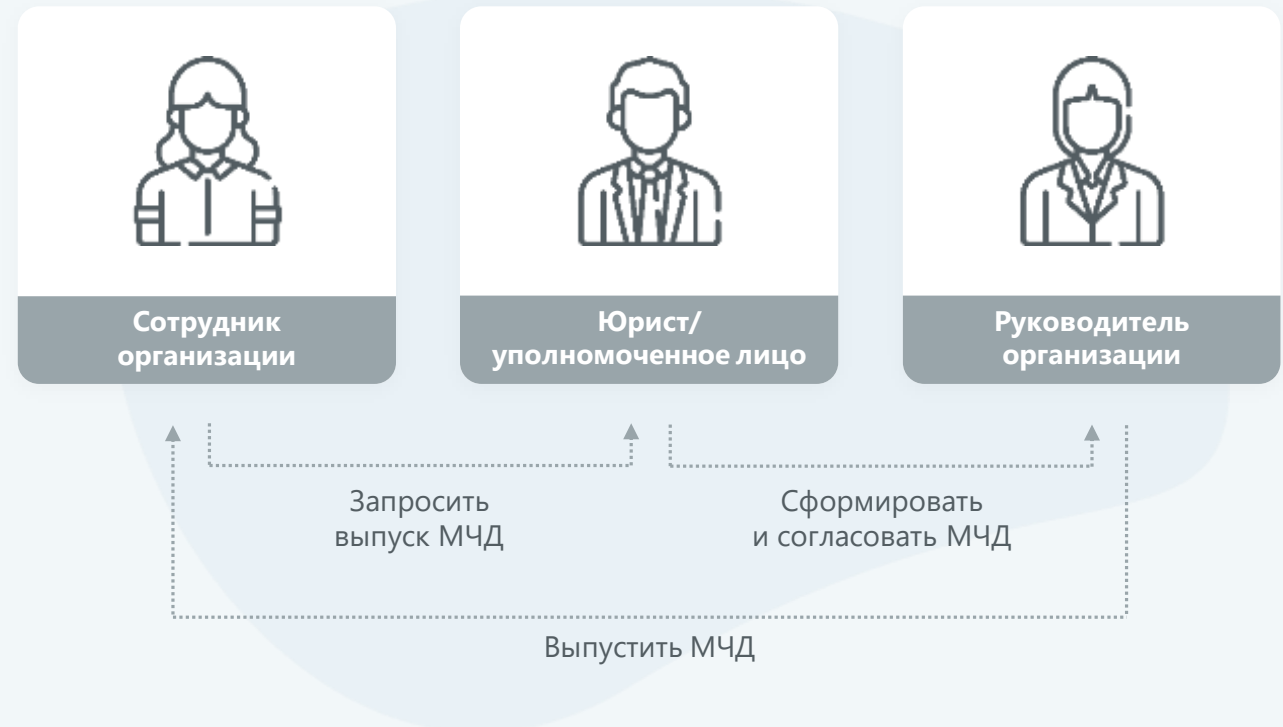 Сотрудник
организации
Юрист/
уполномоченное лицо
Руководитель
организации
Запросить
выпуск МЧД
Сформировать
и согласовать МЧД
Выпустить МЧД